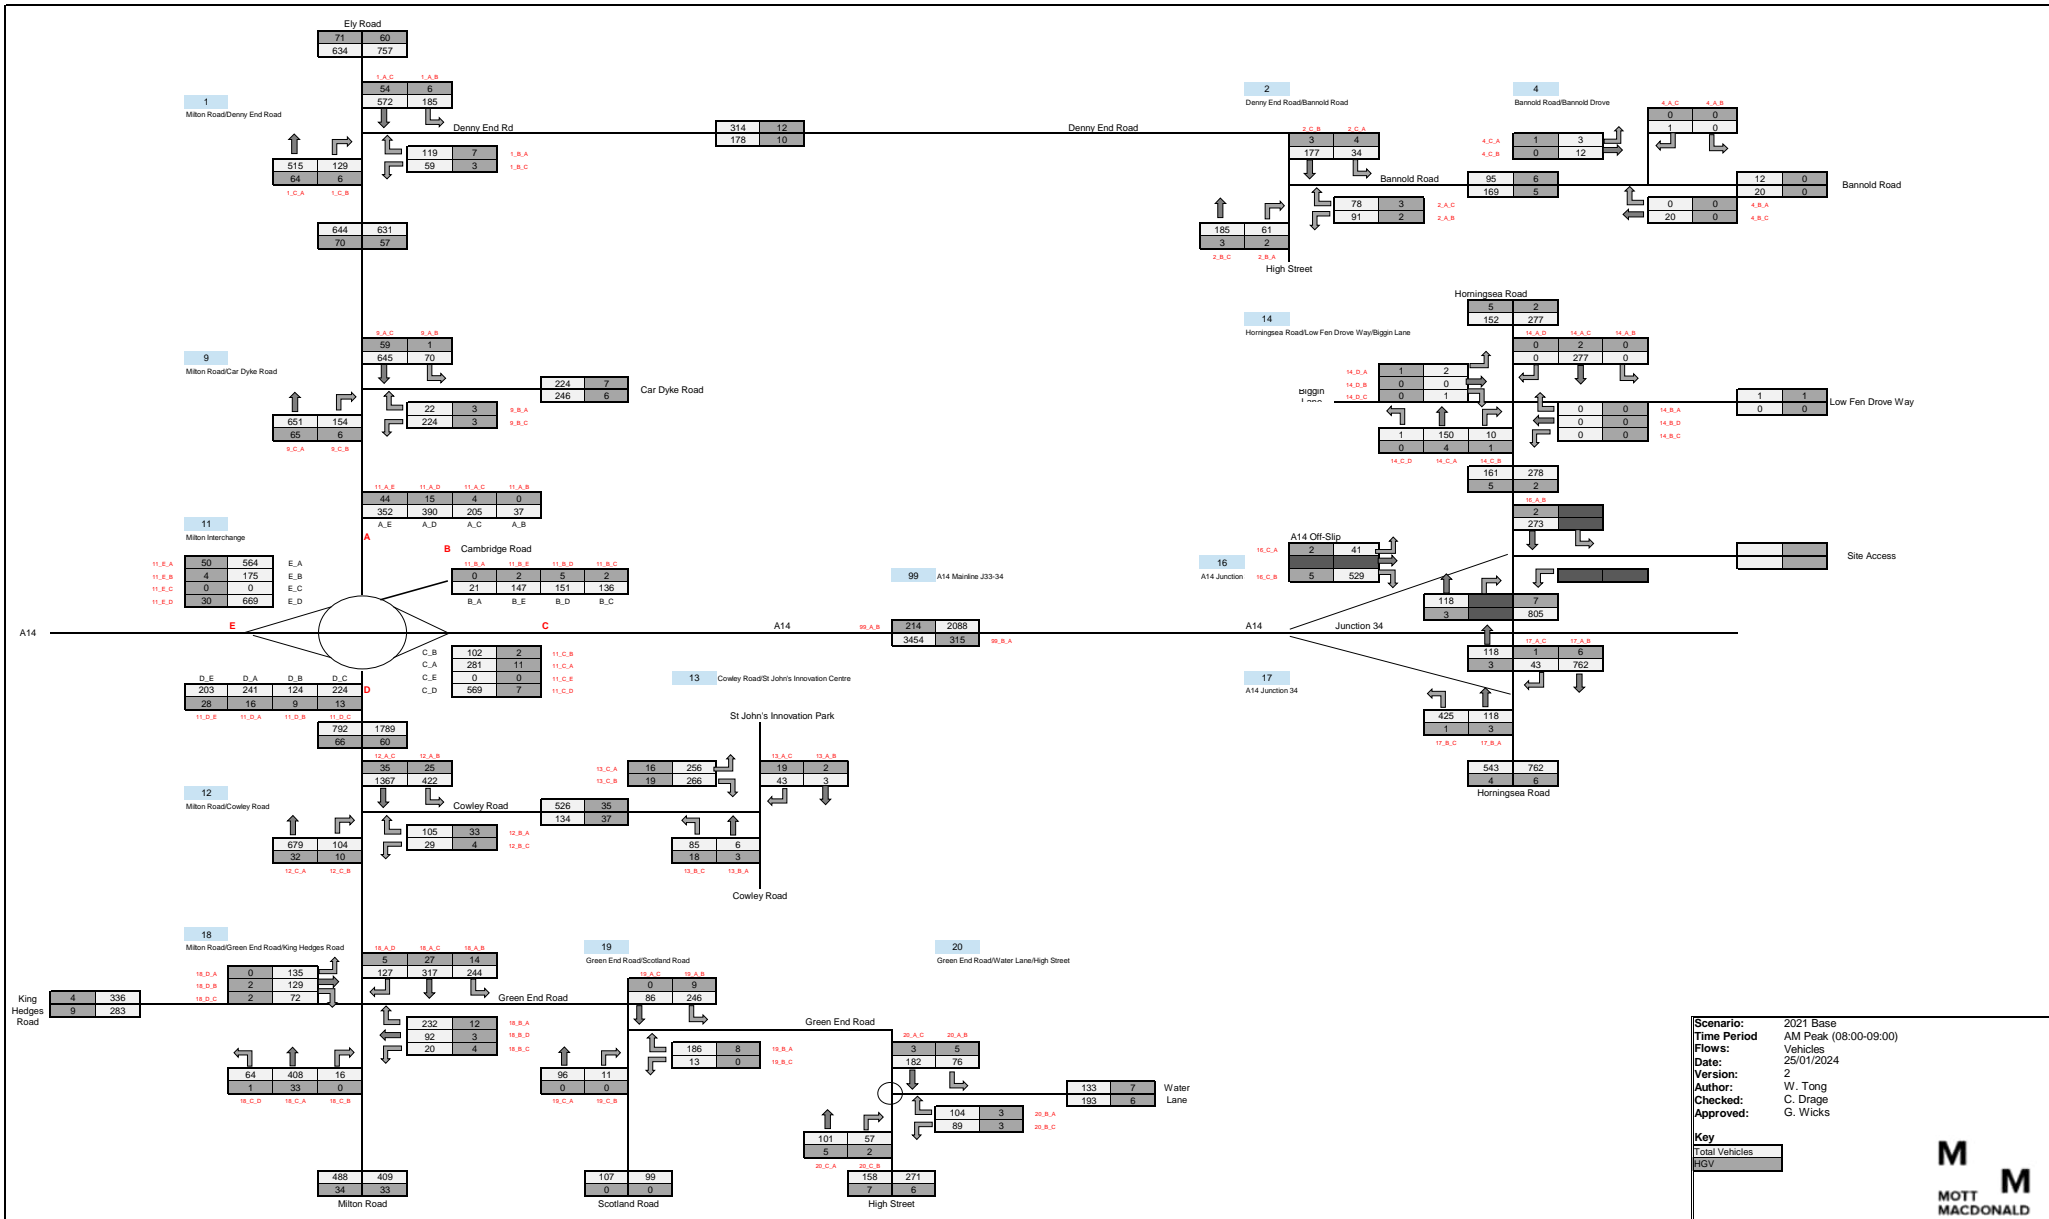 Ely Road
71 60
634 757
1_A_C 1_A_B
54 6
572 185
1
Milton Road/Denny End Road
Denny End Rd
314 12
178 10
Denny End Road
119 7 1_B_A
59 3 1_B_C
515 129
64 6
1_C_A 1_C_B
644 631
70 57
2
Denny End Road/Bannold Road
2_C_B 2_C_A
3 4
177 34
Bannold Road
78 3 2_A_C
91 2 2_A_B
185 61
3 2
2_B_C 2_B_A
High Street
95 6
169 5
4
Bannold Road/Bannold Drove
4_A_C 4_A_B
0 0
1 0
4_C_A 1 3
4_C_B 0 12
12 0
20 0
Bannold Road
0 0 4_B_A
20 0 4_B_C
9
Milton Road/Car Dyke Road
9_A_C 9_A_B
59 1
645 70
224 7
246 6
Car Dyke Road
22 3 9_B_A
224 3 9_B_C
651 154
65 6
9_C_A 9_C_B
Horningsea Road
5 2
152 277
14
Horningsea Road/Low Fen Drove Way/Biggin Lane
14_A_D 14_A_C 14_A_B
0 2 0
0 277 0
14_D_A 1 2
14_D_B 0 0
14_D_C 0 1
Biggin
Lane
1 1
0 0
Low Fen Drove Way
0 0 14_B_A
0 0 14_B_D
0 0 14_B_C
1 150 10
0 4 1
14_C_D 14_C_A 14_C_B
161 278
5 2
11
Milton Interchange
11_A_E 11_A_D 11_A_C 11_A_B
44 15 4 0
352 390 205 37
A_E A_D A_C A_B
A
B Cambridge Road
11_B_A 11_B_E 11_B_D 11_B_C
0 2 5 2
21 147 151 136
B_A B_E B_D B_C
11_E_A 50 564 E_A
11_E_B 4 175 E_B
11_E_C 0 0 E_C
11_E_D 30 669 E_D
A14
E
C
A14
C_B 102 2 11_C_B
C_A 281 11 11_C_A
C_E 0 0 11_C_E
C_D 569 7 11_C_D
D_E D_A D_B D_C
203 241 124 224
28 16 9 13
11_D_E 11_D_A 11_D_B 11_D_C
D
792 1789
66 60
99 A14 Mainline J33-34
99_A_B 214 2088
3454 315 99_B_A
A14
Junction 34
16
A14 Junction
16_A_B
2
273
A14 Off-Slip
16_C_A 2 41
16_C_B 5 529
Site Access
118 7
3 805
17
A14 Junction 34
17_A_C 17_A_B
118 1 6
3 43 762
425 118
1 3
17_B_C 17_B_A
543 762
4 6
Horningsea Road
12
Milton Road/Cowley Road
12_A_C 12_A_B
35 25
1367 422
Cowley Road
526 35
134 37
105 33 12_B_A
29 4 12_B_C
679 104
32 10
12_C_A 12_C_B
13 Cowley Road/St John's Innovation Centre
St John's Innovation Park
13_C_A 16 256
13_C_B 19 266
13_A_C 13_A_B
19 2
43 3
85 6
18 3
13_B_C 13_B_A
Cowley Road
18
Milton Road/Green End Road/King Hedges Road
18_A_D 18_A_C 18_A_B
5 27 14
127 317 244
18_D_A 0 135
18_D_B 2 129
18_D_C 2 72
King
Hedges
Road
4 336
9 283
Green End Road
232 12 18_B_A
92 3 18_B_D
20 4 18_B_C
64 408 16
1 33 0
18_C_D 18_C_A 18_C_B
488 409
34 33
Milton Road
19
Green End Road/Scotland Road
19_A_C 19_A_B
0 9
86 246
186 8 19_B_A
13 0 19_B_C
96 11
0 0
19_C_A 19_C_B
107 99
0 0
Scotland Road
20
Green End Road/Water Lane/High Street
Green End Road
20_A_C 20_A_B
3 5
182 76
133 7
193 6
Water
Lane
104 3 20_B_A
89 3 20_B_C
101 57
5 2
20_C_A 20_C_B
158 271
7 6
High Street
Scenario: 2021 Base
Time Period AM Peak (08:00-09:00)
Flows: Vehicles
Date: 25/01/2024
Version: 2
Author: W. Tong
Checked: C. Drage
Approved: G. Wicks
Key
Total Vehicles
HGV
M
M
MOTT
MACDONALD